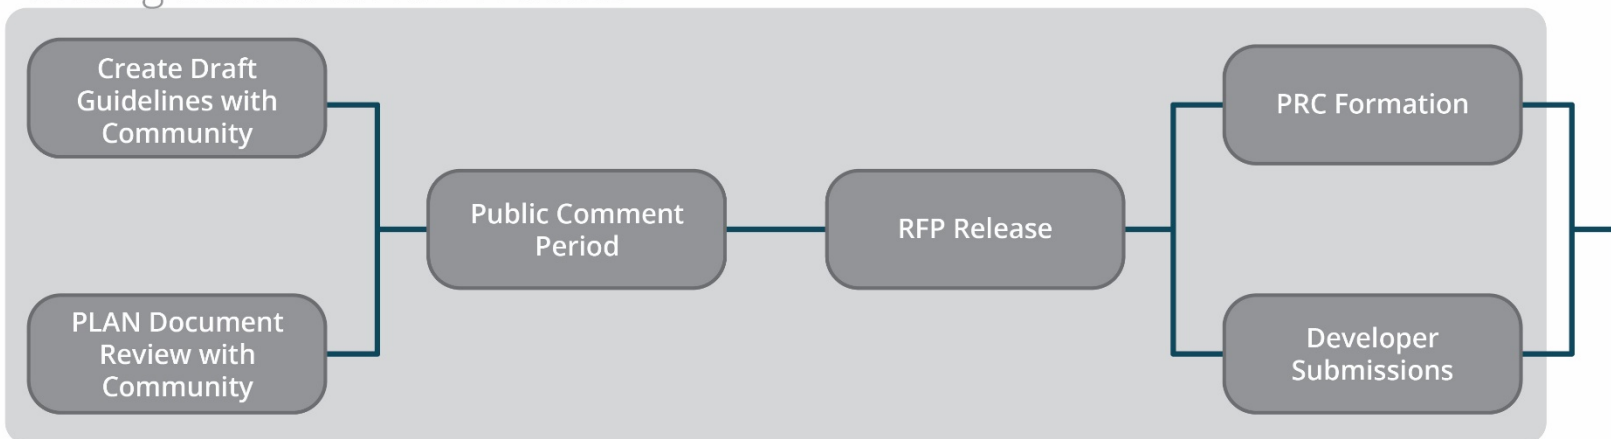 Create Draft
Guidelines with
Community
PLAN Document
Review with
Community
Public Comment
Period
RFP Release
PRC Formation
Developer
Submissions